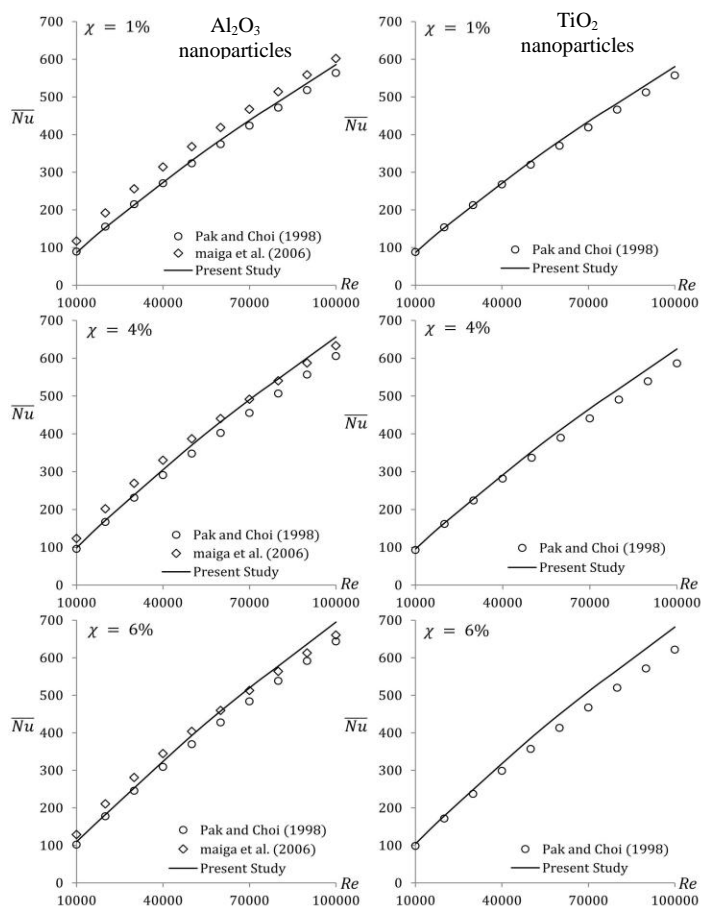 Al₂O₃
nanoparticles
TiO₂
nanoparticles
χ = 1%
700
600
500
400
300
200
100
0
N̅u̅
Pak and Choi (1998)
maiga et al. (2006)
Present Study
Re
10000 40000 70000 100000
χ = 1%
700
600
500
400
300
200
100
0
N̅u̅
Pak and Choi (1998)
Present Study
Re
10000 40000 70000 100000
χ = 4%
700
600
500
400
300
200
100
0
N̅u̅
Pak and Choi (1998)
maiga et al. (2006)
Present Study
Re
10000 40000 70000 100000
χ = 4%
700
600
500
400
300
200
100
0
N̅u̅
Pak and Choi (1998)
Present Study
Re
10000 40000 70000 100000
χ = 6%
700
600
500
400
300
200
100
0
N̅u̅
Pak and Choi (1998)
maiga et al. (2006)
Present Study
Re
10000 40000 70000 100000
χ = 6%
700
600
500
400
300
200
100
0
N̅u̅
Pak and Choi (1998)
Present Study
Re
10000 40000 70000 100000